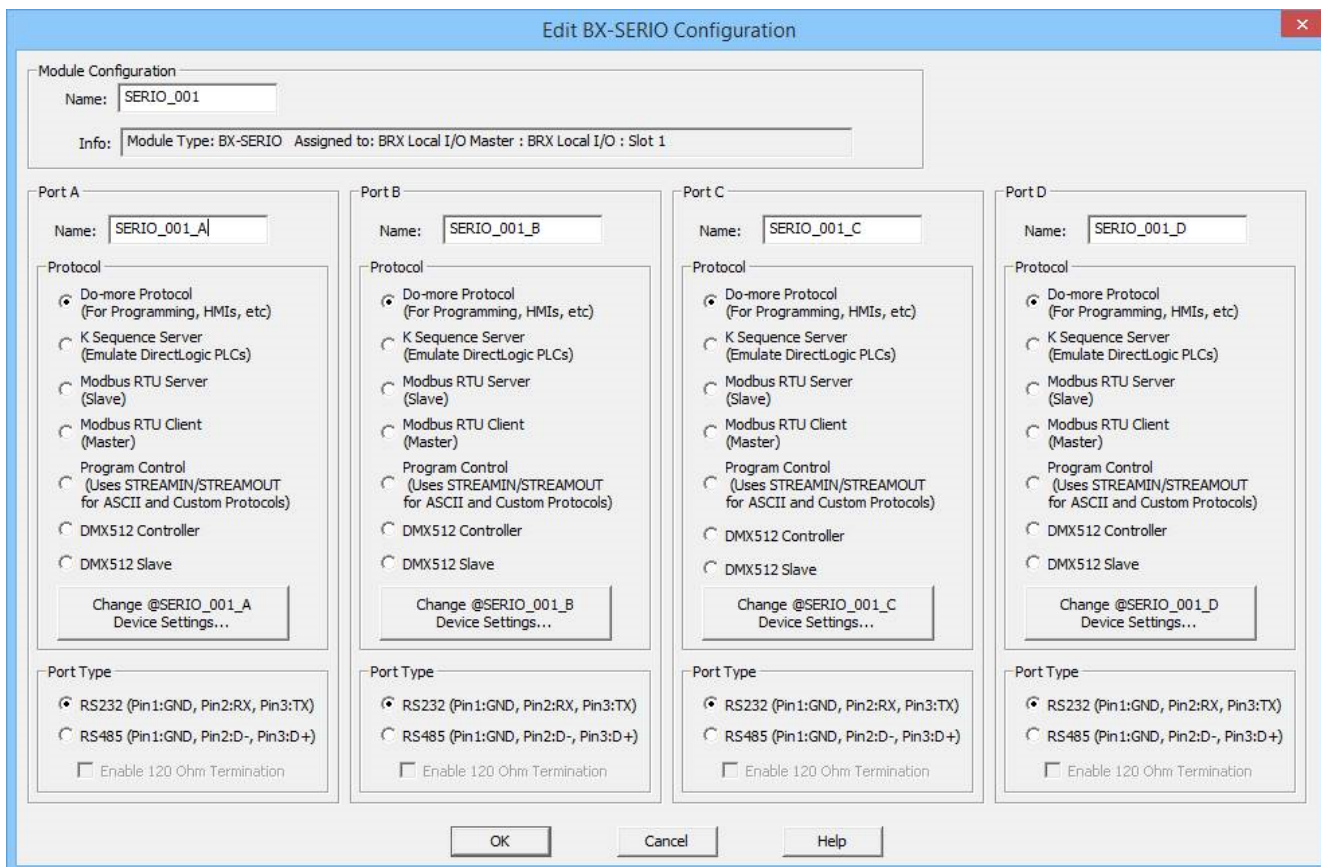 Edit BX-SERIO Configuration
Module Configuration
Name: SERIO_001
Info: Module Type: BX-SERIO Assigned to: BRX Local I/O Master : BRX Local I/O : Slot 1
Port A
Name: SERIO_001_A
Protocol
Do-more Protocol
(For Programming, HMIs, etc)
K Sequence Server
(Emulate DirectLogic PLCs)
Modbus RTU Server
(Slave)
Modbus RTU Client
(Master)
Program Control
(Uses STREAMIN/STREAMOUT
for ASCII and Custom Protocols)
DMX512 Controller
DMX512 Slave
Change @SERIO_001_A
Device Settings...
Port Type
RS232 (Pin1:GND, Pin2:RX, Pin3:TX)
RS485 (Pin1:GND, Pin2:D-, Pin3:D+)
Enable 120 Ohm Termination
Port B
Name: SERIO_001_B
Protocol
Do-more Protocol
(For Programming, HMIs, etc)
K Sequence Server
(Emulate DirectLogic PLCs)
Modbus RTU Server
(Slave)
Modbus RTU Client
(Master)
Program Control
(Uses STREAMIN/STREAMOUT
for ASCII and Custom Protocols)
DMX512 Controller
DMX512 Slave
Change @SERIO_001_B
Device Settings...
Port Type
RS232 (Pin1:GND, Pin2:RX, Pin3:TX)
RS485 (Pin1:GND, Pin2:D-, Pin3:D+)
Enable 120 Ohm Termination
Port C
Name: SERIO_001_C
Protocol
Do-more Protocol
(For Programming, HMIs, etc)
K Sequence Server
(Emulate DirectLogic PLCs)
Modbus RTU Server
(Slave)
Modbus RTU Client
(Master)
Program Control
(Uses STREAMIN/STREAMOUT
for ASCII and Custom Protocols)
DMX512 Controller
DMX512 Slave
Change @SERIO_001_C
Device Settings...
Port Type
RS232 (Pin1:GND, Pin2:RX, Pin3:TX)
RS485 (Pin1:GND, Pin2:D-, Pin3:D+)
Enable 120 Ohm Termination
Port D
Name: SERIO_001_D
Protocol
Do-more Protocol
(For Programming, HMIs, etc)
K Sequence Server
(Emulate DirectLogic PLCs)
Modbus RTU Server
(Slave)
Modbus RTU Client
(Master)
Program Control
(Uses STREAMIN/STREAMOUT
for ASCII and Custom Protocols)
DMX512 Controller
DMX512 Slave
Change @SERIO_001_D
Device Settings...
Port Type
RS232 (Pin1:GND, Pin2:RX, Pin3:TX)
RS485 (Pin1:GND, Pin2:D-, Pin3:D+)
Enable 120 Ohm Termination
OK
Cancel
Help